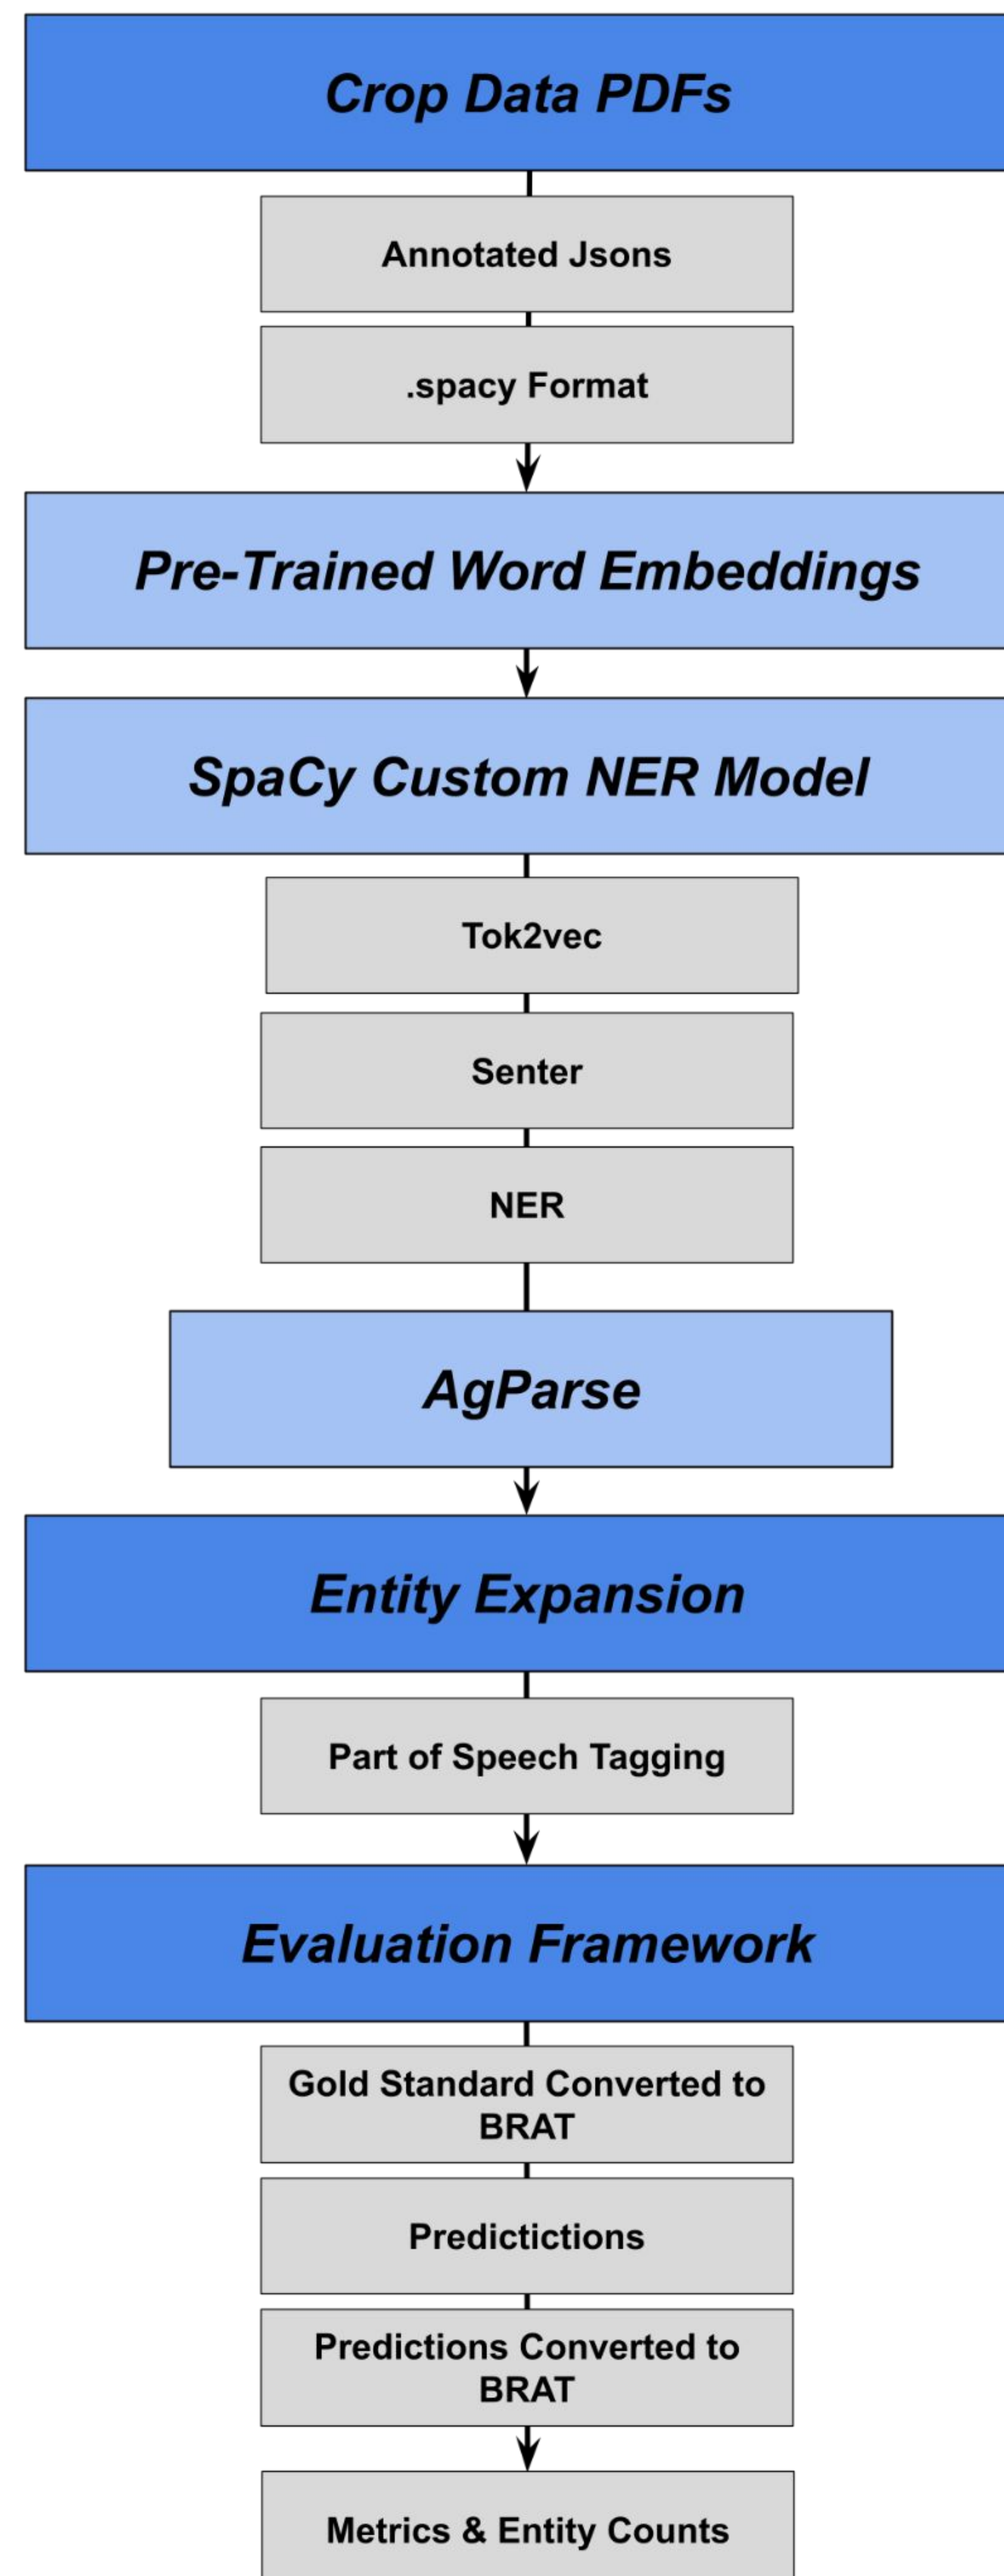 Crop Data PDFs
Annotated Jsons
.spacy Format
Pre-Trained Word Embeddings
SpaCy Custom NER Model
Tok2vec
Senter
NER
AgParse
Entity Expansion
Part of Speech Tagging
Evaluation Framework
Gold Standard Converted to
BRAT
Predictictions
Predictions Converted to
BRAT
Metrics & Entity Counts